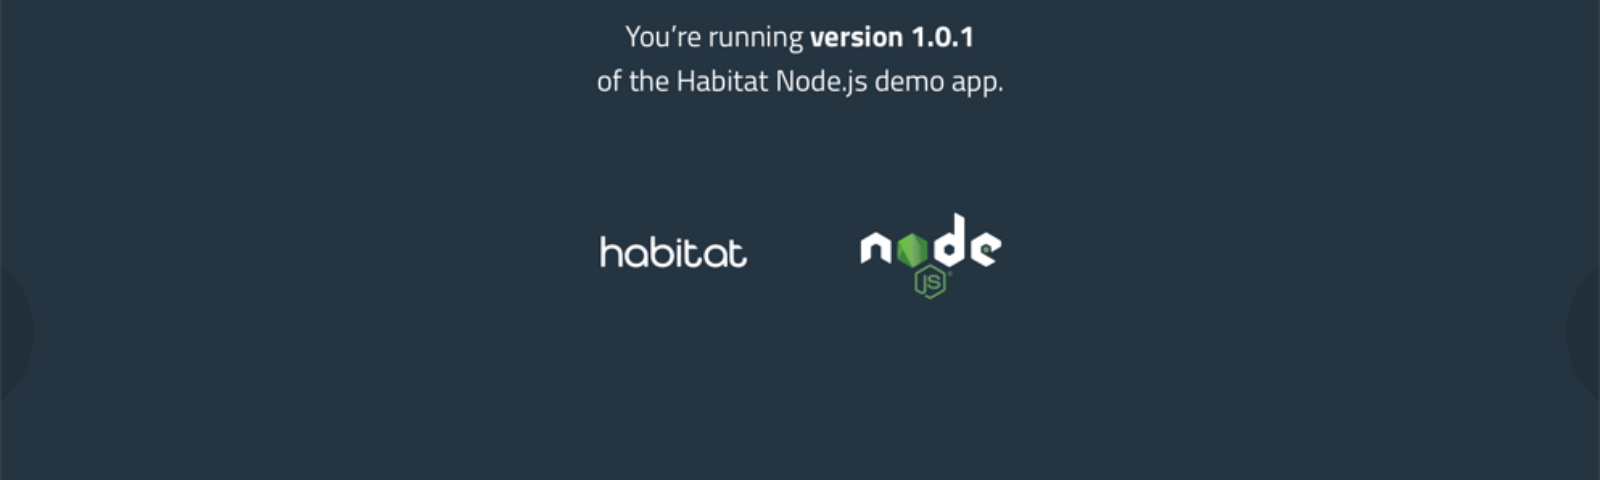 You’re running version 1.0.1
of the Habitat Node.js demo app.
habitat
node
JS